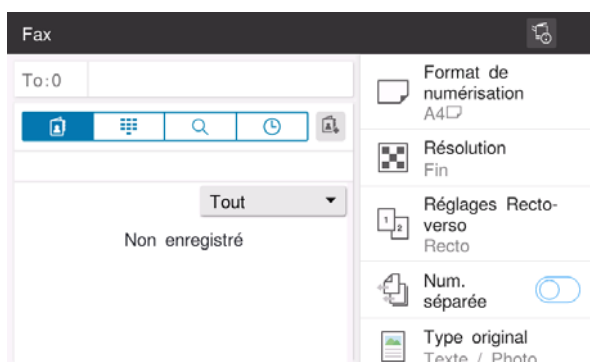 Fax
To:0
Tout
Non enregistré
Format de
numérisation
A4
Résolution
Fin
1 2
Réglages Recto-
verso
Recto
Num.
séparée
Type original
Texte / Photo